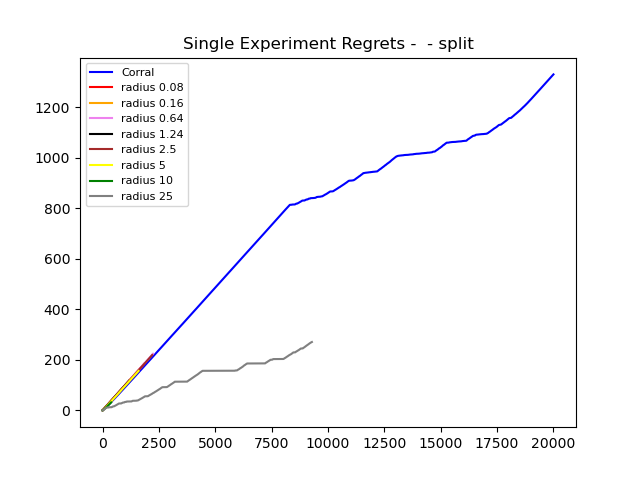 Single Experiment Regrets -  - split
Corral
radius 0.08
radius 0.16
radius 0.64
radius 1.24
radius 2.5
radius 5
radius 10
radius 25
1200
1000
800
600
400
200
0
0 2500 5000 7500 10000 12500 15000 17500 20000